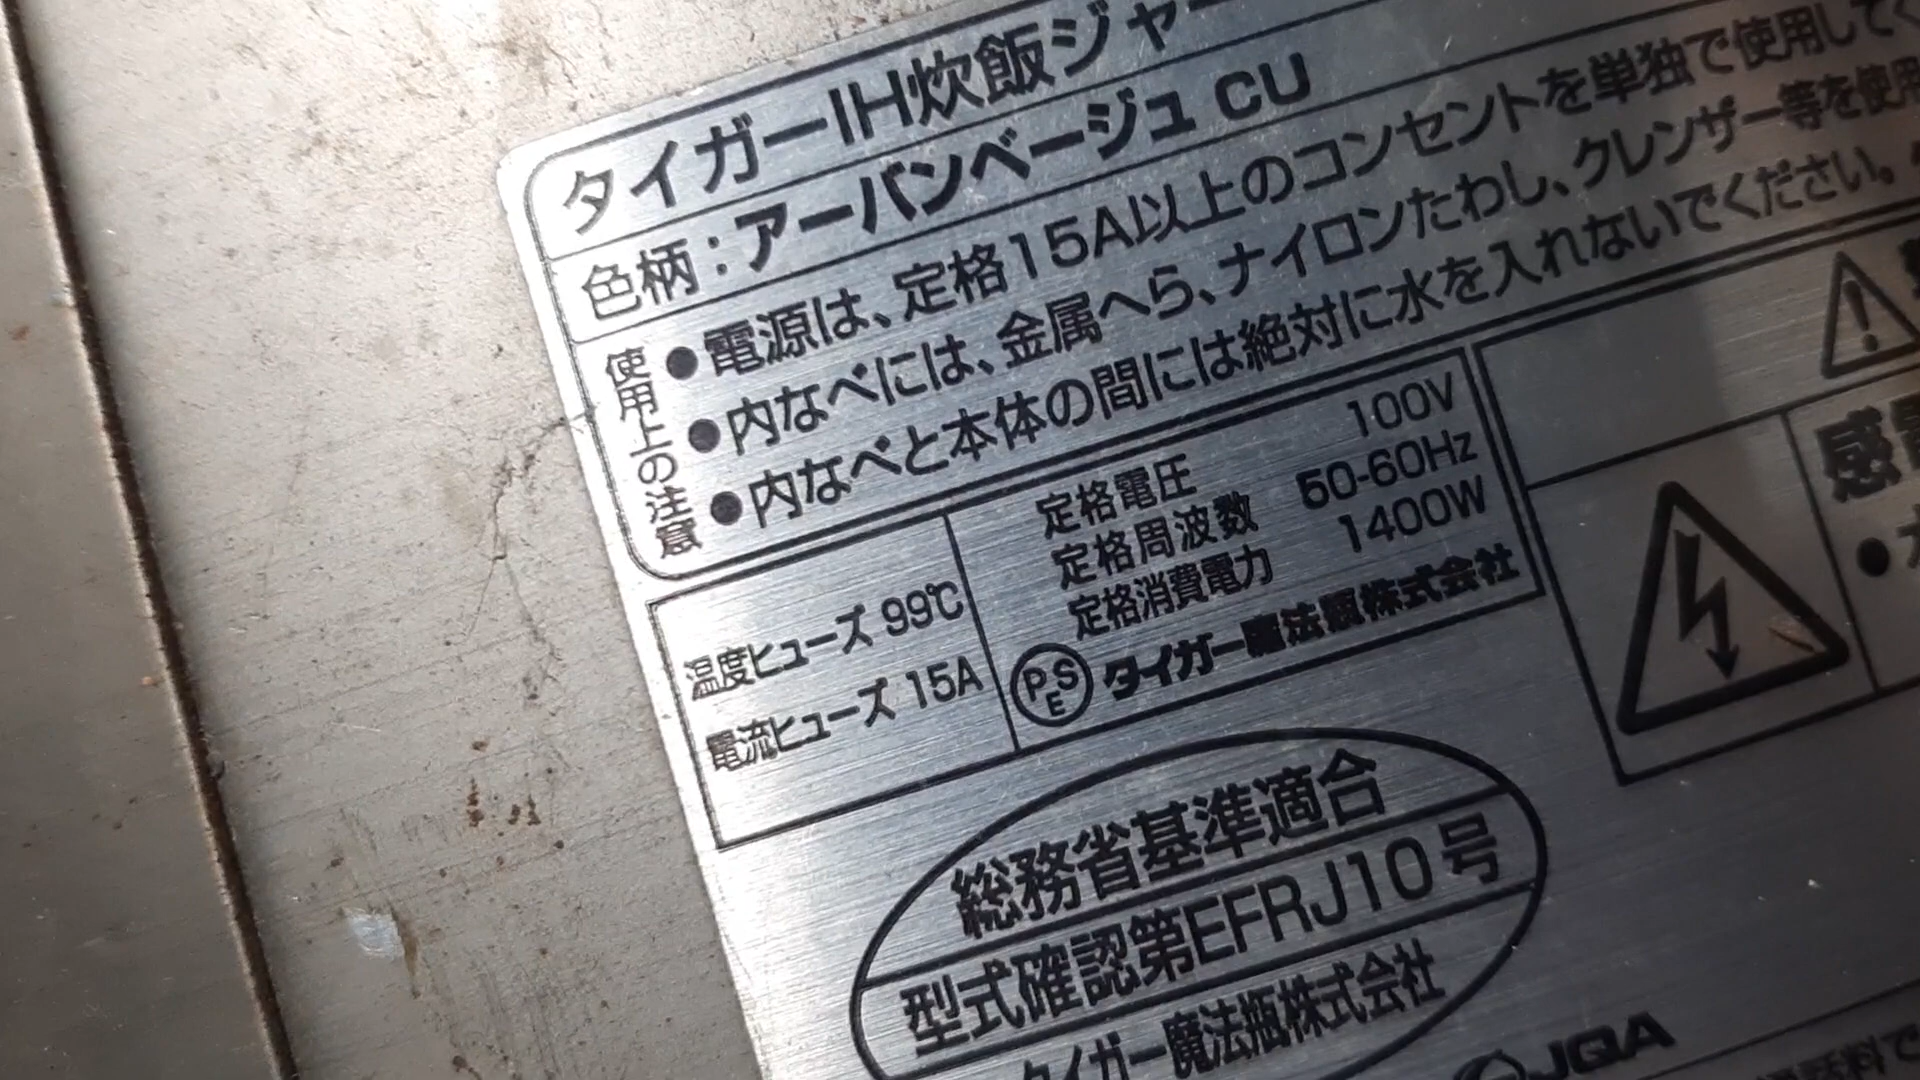 タイガーIH炊飯ジャー
色柄：アーバンベージュ CU
使用上の注意
●電源は、定格15A以上のコンセントを単独で使用して
●内なべには、金属へら、ナイロンたわし、クレンザー等を使用
●内なべと本体の間には絶対に水を入れないでください。
温度ヒューズ 99℃
電流ヒューズ 15A
定格電圧 100V
定格周波数 50-60Hz
定格消費電力 1400W
PSE タイガー魔法瓶株式会社
感電
総務省基準適合
型式確認第EFRJ10号
タイガー魔法瓶株式会社
JQA